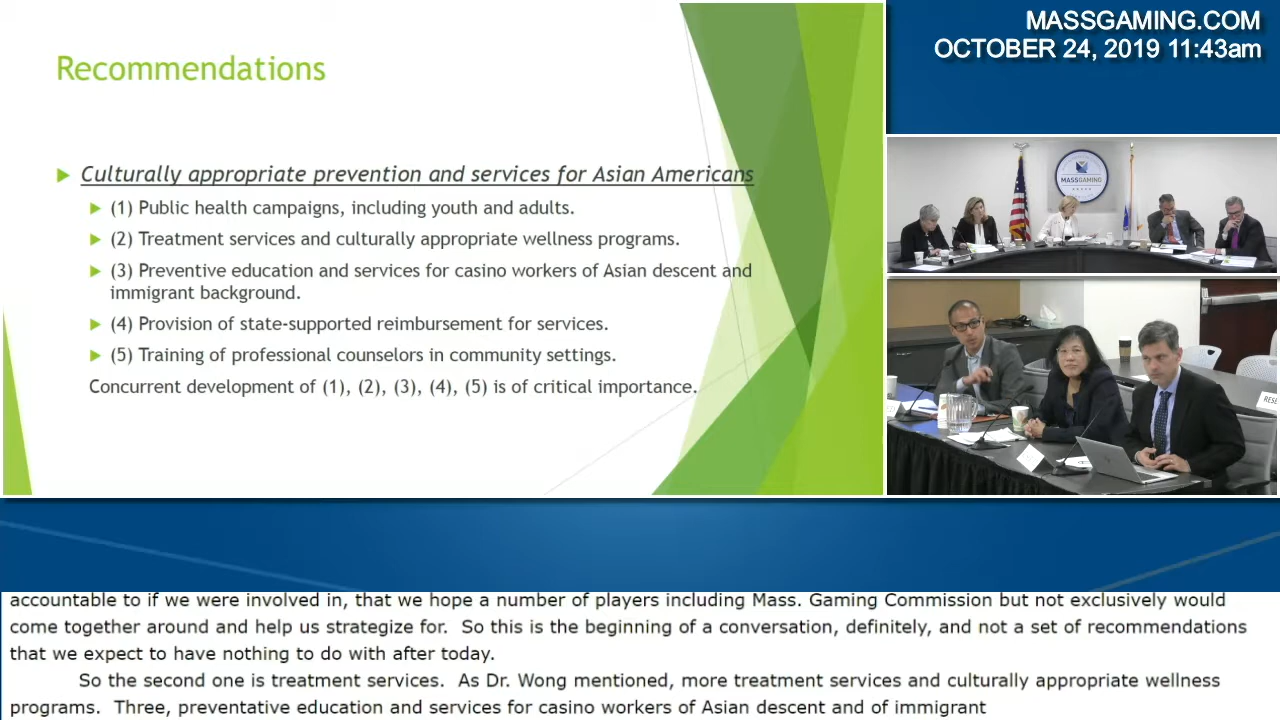 MASSGAMING.COM
OCTOBER 24, 2019 11:43am
Recommendations
Culturally appropriate prevention and services for Asian Americans
(1) Public health campaigns, including youth and adults.
(2) Treatment services and culturally appropriate wellness programs.
(3) Preventive education and services for casino workers of Asian descent and
immigrant background.
(4) Provision of state-supported reimbursement for services.
(5) Training of professional counselors in community settings.
Concurrent development of (1), (2), (3), (4), (5) is of critical importance.
MASSGAMING
accountable to if we were involved in, that we hope a number of players including Mass. Gaming Commission but not exclusively would
come together around and help us strategize for. So this is the beginning of a conversation, definitely, and not a set of recommendations
that we expect to have nothing to do with after today.
So the second one is treatment services. As Dr. Wong mentioned, more treatment services and culturally appropriate wellness
programs. Three, preventative education and services for casino workers of Asian descent and of immigrant